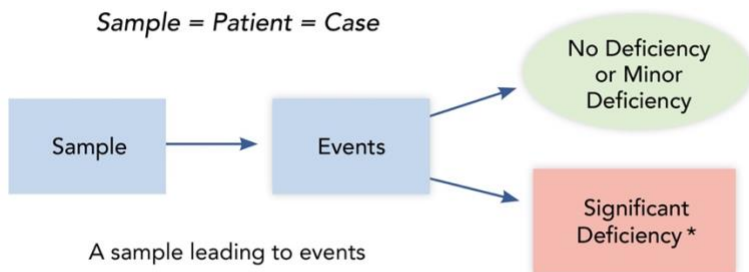 Sample = Patient = Case
No Deficiency
or Minor
Deficiency
Sample
Events
Significant
Deficiency *
A sample leading to events